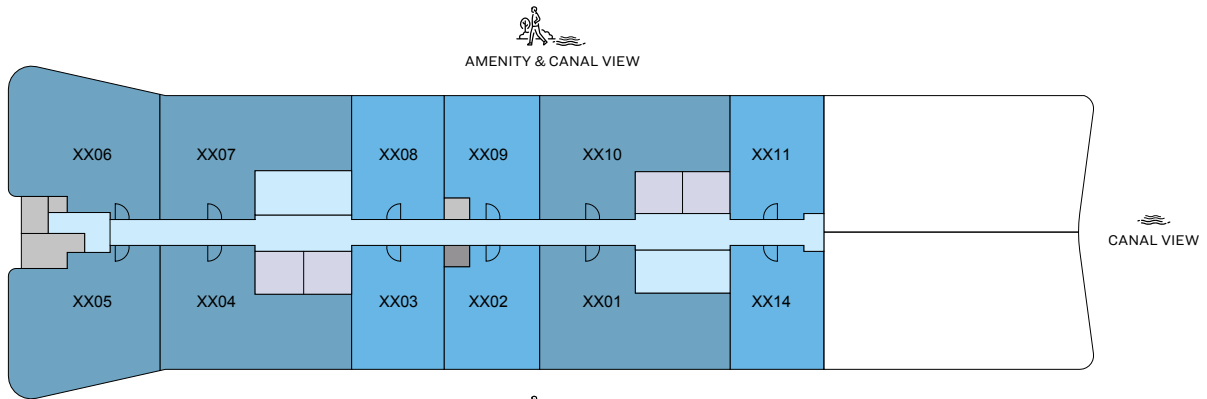 AMENITY & CANAL VIEW
XX06 XX07 XX08 XX09 XX10 XX11
CANAL VIEW
XX05 XX04 XX03 XX02 XX01 XX14